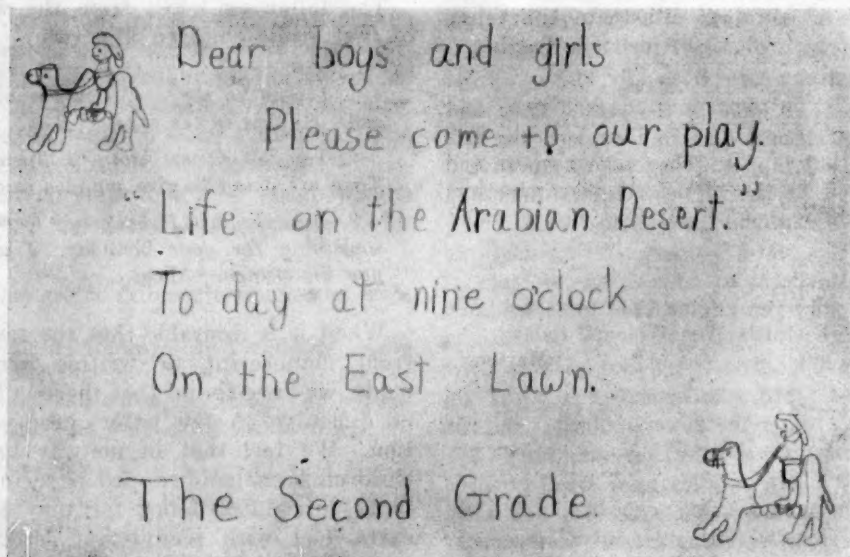 Dear boys and girls
Please come to our play.
"Life on the Arabian Desert."
To day at nine o'clock
On the East Lawn.
The Second Grade.